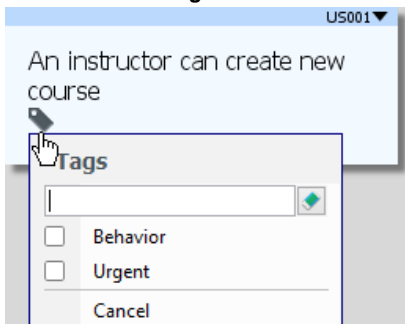 US001▼
An instructor can create new
course
Tags
Behavior
Urgent
Cancel